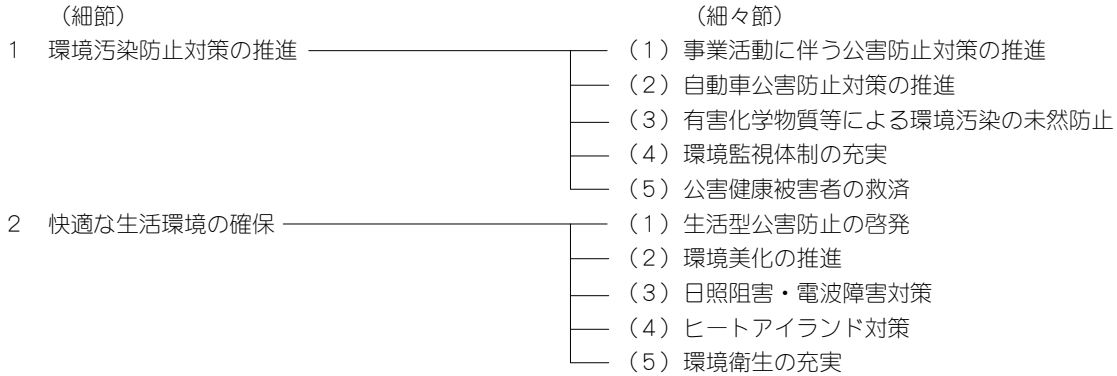 （細節）　（細々節）
１　環境汚染防止対策の推進　（１）事業活動に伴う公害防止対策の推進
（２）自動車公害防止対策の推進
（３）有害化学物質等による環境汚染の未然防止
（４）環境監視体制の充実
（５）公害健康被害者の救済
２　快適な生活環境の確保　（１）生活型公害防止の啓発
（２）環境美化の推進
（３）日照阻害・電波障害対策
（４）ヒートアイランド対策
（５）環境衛生の充実